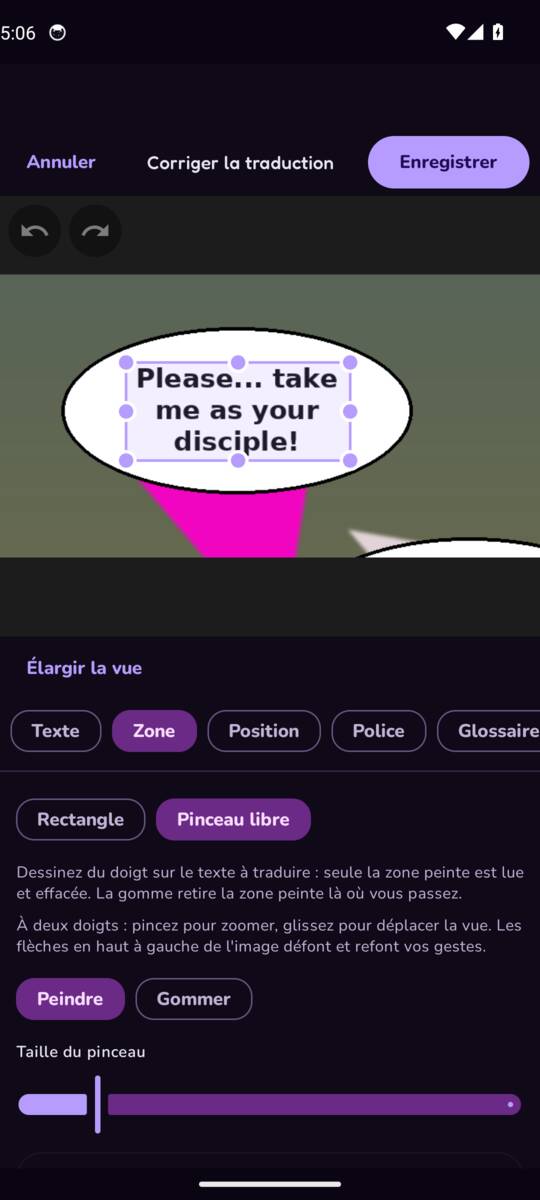 5:06
Annuler
Corriger la traduction
Enregistrer
Please... take
me as your
disciple!
Élargir la vue
Texte
Zone
Position
Police
Glossaire
Rectangle
Pinceau libre
Dessinez du doigt sur le texte à traduire : seule la zone peinte est lue
et effacée. La gomme retire la zone peinte là où vous passez.
À deux doigts : pincez pour zoomer, glissez pour déplacer la vue. Les
flèches en haut à gauche de l'image défont et refont vos gestes.
Peindre
Gommer
Taille du pinceau